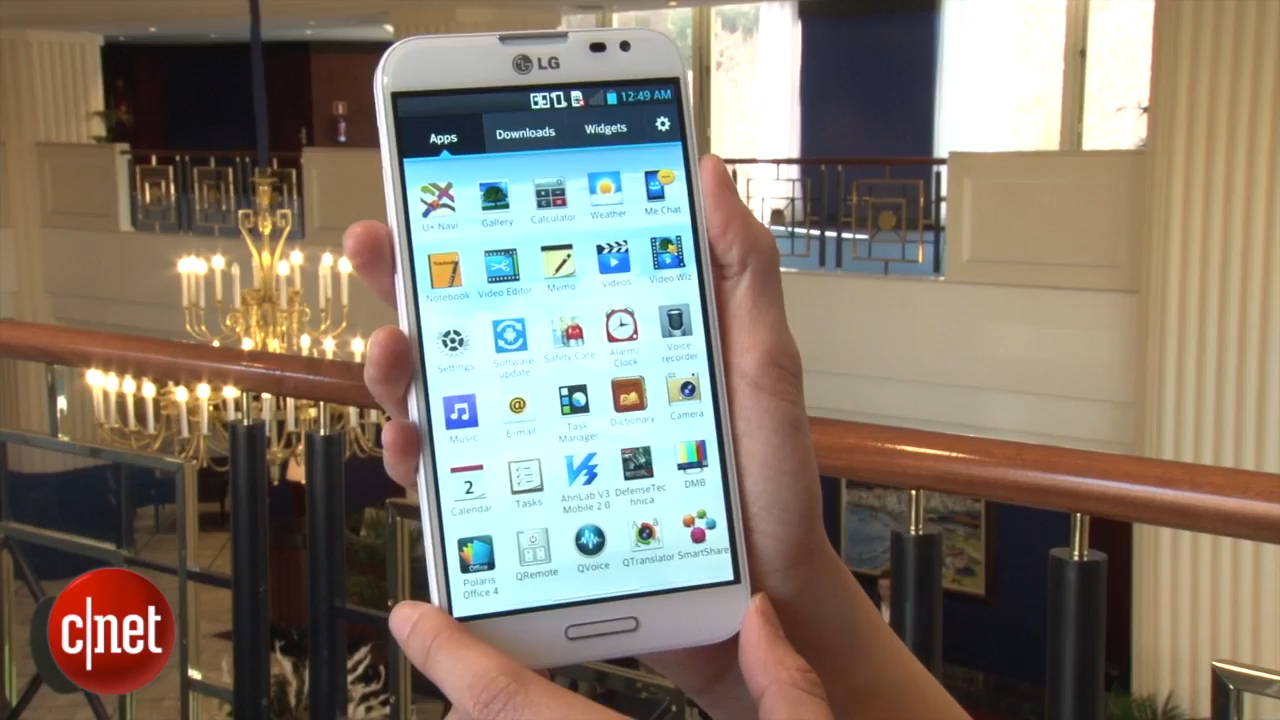 LG
12:49 AM
Apps Downloads Widgets
U+ Navi Gallery Calculator Weather Me Chat
Notebook Video Editor Memo Videos Video Wiz
Settings Software update Safety Care Alarm/Clock Voice recorder
Music E-mail Task Manager Dictionary Camera
2
Calendar Tasks AhnLab V3 Mobile 2.0 DefenseTechnica DMB
Office
Polaris Office 4 QRemote QVoice QTranslator SmartShare
c|net